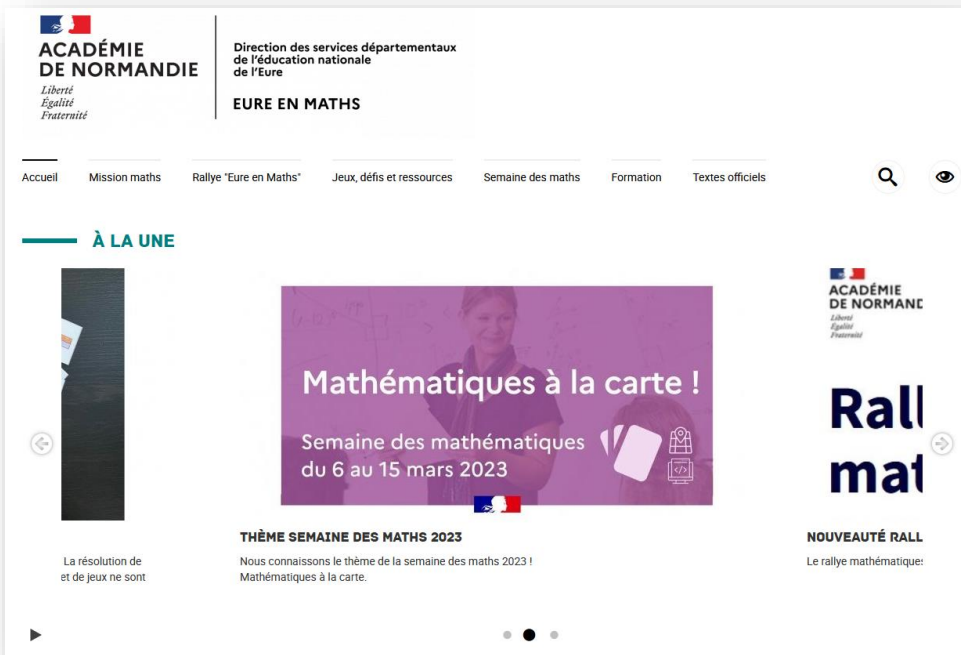 ACADÉMIE
DE NORMANDIE
Liberté
Égalité
Fraternité
Direction des services départementaux
de l'éducation nationale
de l'Eure
EURE EN MATHS
Accueil Mission maths Rallye "Eure en Maths" Jeux, défis et ressources Semaine des maths Formation Textes officiels
À LA UNE
Mathématiques à la carte !
Semaine des mathématiques
du 6 au 15 mars 2023
THÈME SEMAINE DES MATHS 2023
Nous connaissons le thème de la semaine des maths 2023 !
Mathématiques à la carte.
La résolution de
et de jeux ne sont
ACADÉMIE
DE NORMAND
Liberté
Égalité
Fraternité
Rall
mat
NOUVEAUTÉ RALL
Le rallye mathématiques